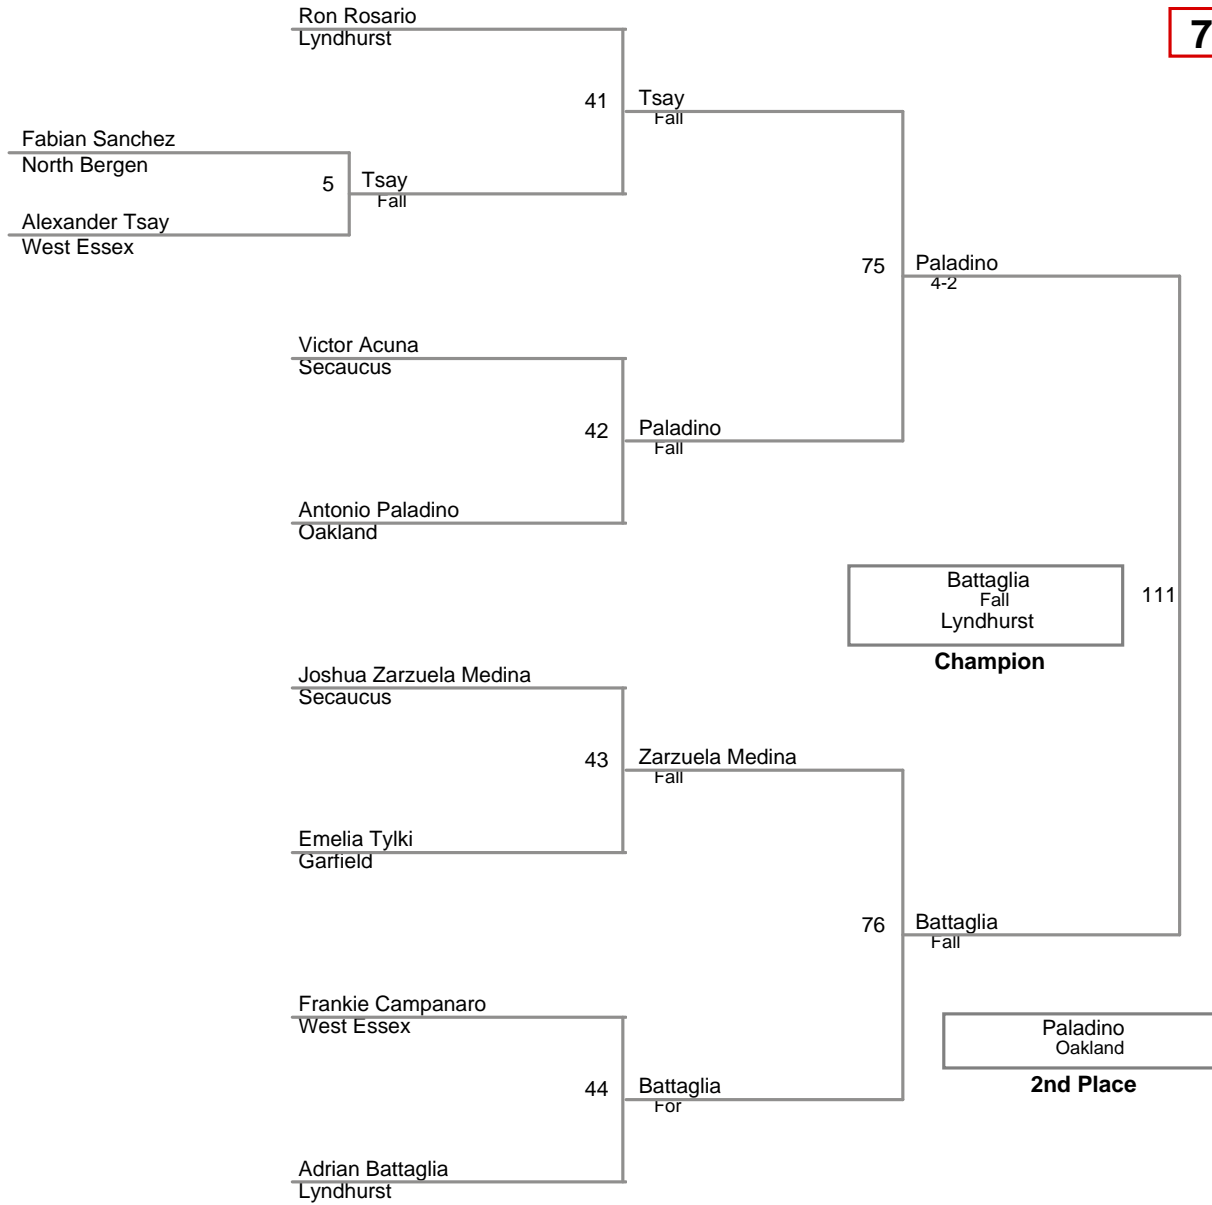 Ron Rosario
Lyndhurst
7
41
Tsay
Fall
Fabian Sanchez
North Bergen
5
Tsay
Fall
Alexander Tsay
West Essex
75
Paladino
4-2
Victor Acuna
Secaucus
42
Paladino
Fall
Antonio Paladino
Oakland
Battaglia
Fall
Lyndhurst
111
Champion
Joshua Zarzuela Medina
Secaucus
43
Zarzuela Medina
Fall
Emelia Tylki
Garfield
76
Battaglia
Fall
Frankie Campanaro
West Essex
Paladino
Oakland
2nd Place
44
Battaglia
For
Adrian Battaglia
Lyndhurst